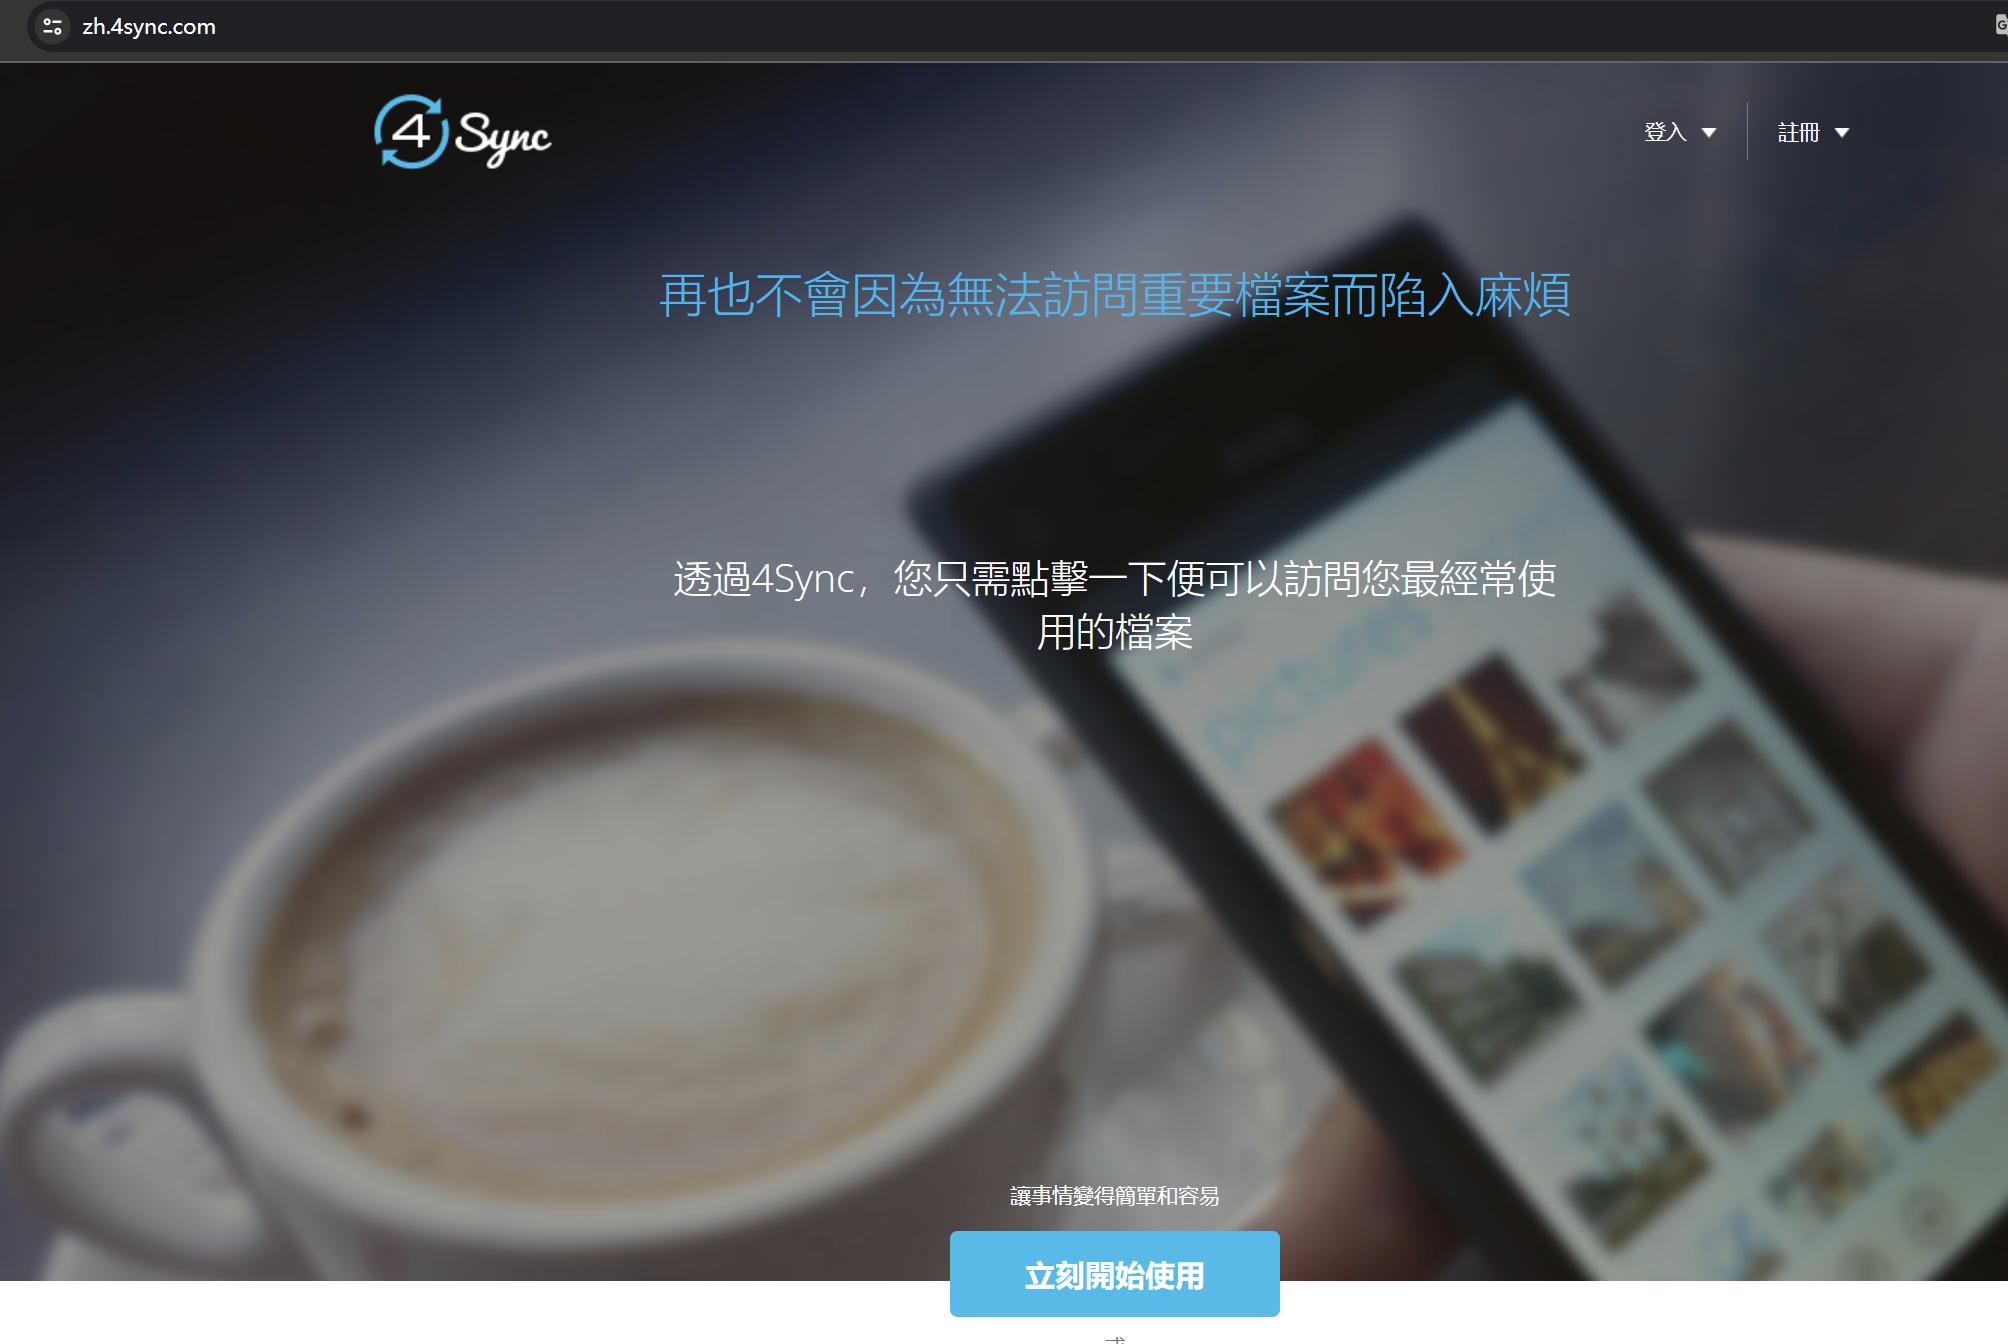 zh.4sync.com
4 Sync
登入
註冊
再也不會因為無法訪問重要檔案而陷入麻煩
透過4Sync，您只需點擊一下便可以訪問您最經常使
用的檔案
pictures
讓事情變得簡單和容易
立刻開始使用